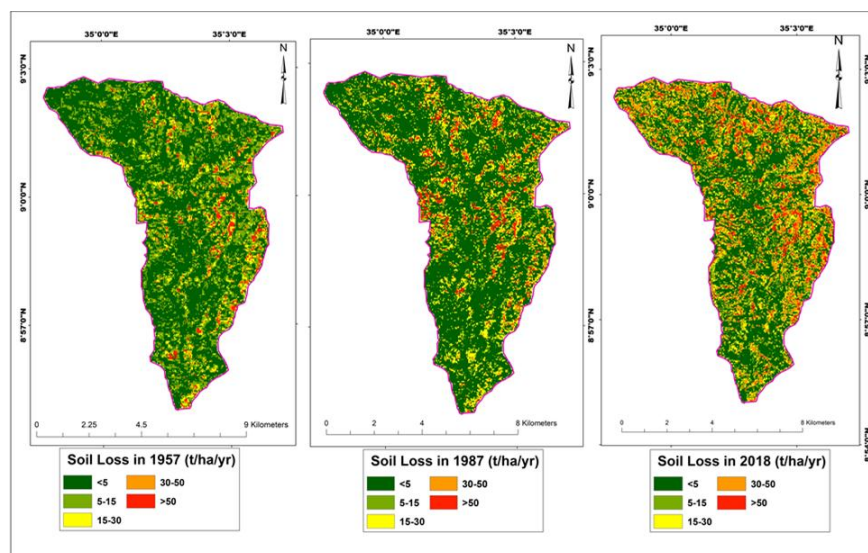 35°0'0"E 35°3'0"E
35°0'0"E 35°3'0"E
35°0'0"E 35°3'0"E
N
N
N
9°3'0"N
9°0'0"N
8°57'0"N
9°3'0"N
9°0'0"N
8°57'0"N
8°54'0"N
0 2.25 4.5 9 Kilometers
0 2 4 8 Kilometers
0 2 4 8 Kilometers
Soil Loss in 1957 (t/ha/yr)
<5 30-50
5-15 >50
15-30
Soil Loss in 1987 (t/ha/yr)
<5 30-50
5-15 >50
15-30
Soil Loss in 2018 (t/ha/yr)
<5 30-50
5-15 >50
15-30